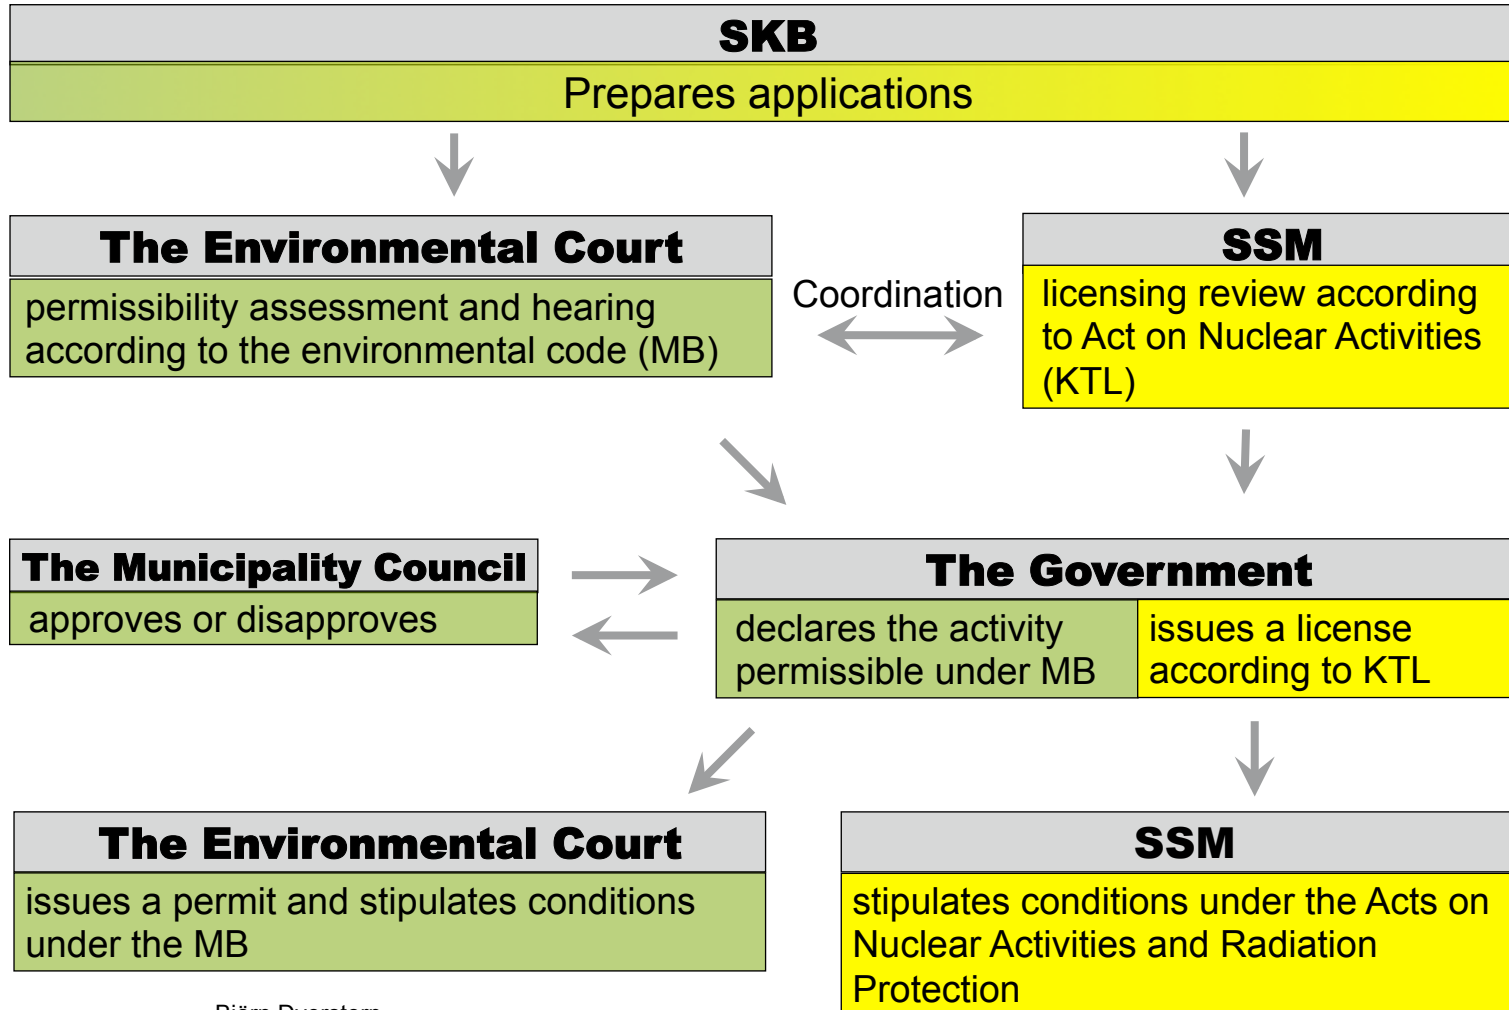 SKB
Prepares applications
The Environmental Court
permissibility assessment and hearing
according to the environmental code (MB)
Coordination
SSM
licensing review according
to Act on Nuclear Activities
(KTL)
The Municipality Council
approves or disapproves
The Government
declares the activity
permissible under MB
issues a license
according to KTL
The Environmental Court
issues a permit and stipulates conditions
under the MB
SSM
stipulates conditions under the Acts on
Nuclear Activities and Radiation
Protection
Björn